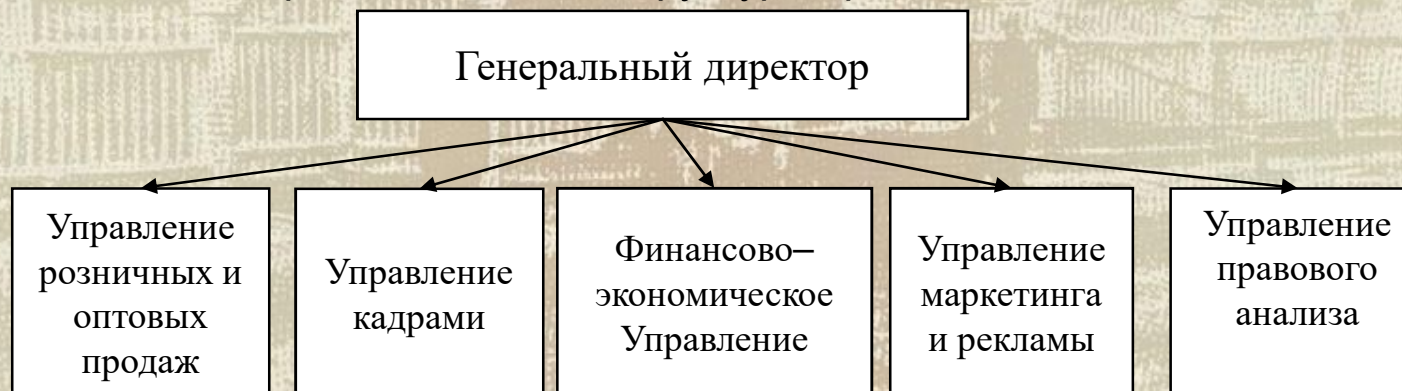 Генеральный директор
Управление
розничных и
оптовых
продаж
Управление
кадрами
Финансово–
экономическое
Управление
Управление
маркетинга
и рекламы
Управление
правового
анализа